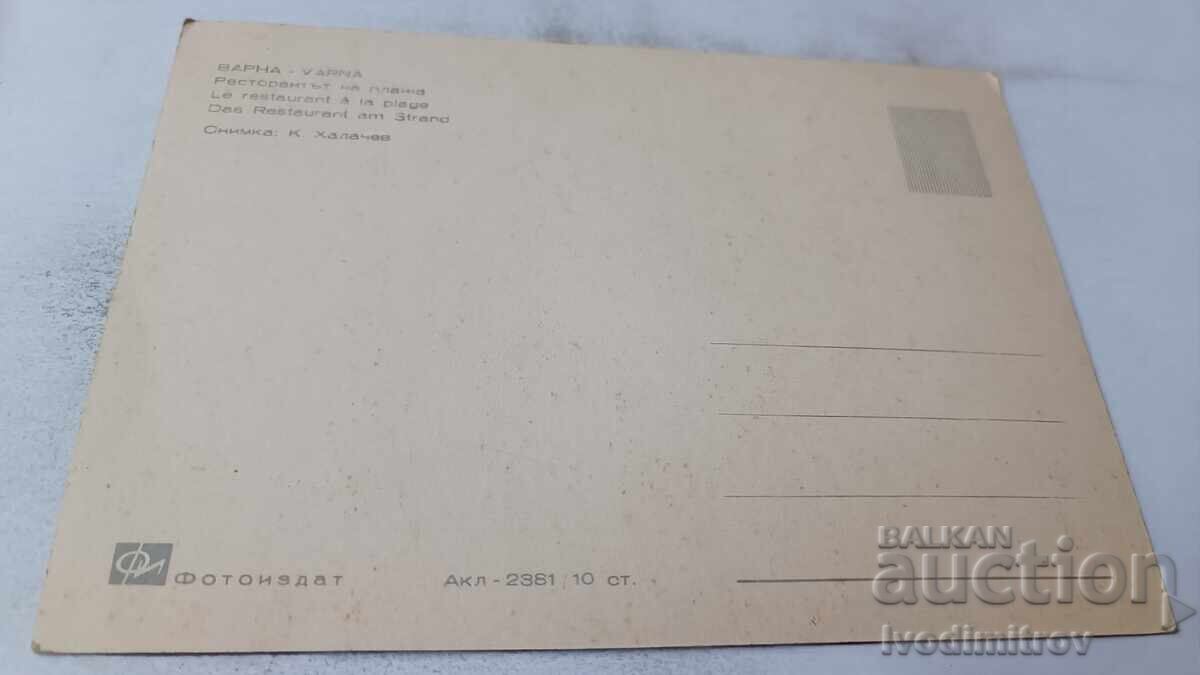 ВАРНА - VARNA
Ресторантът на плажа
Le restaurant à la plage
Das Restaurant am Strand
Снимка: К. Халачев
ФИ Фотоиздат
Акл - 2381 / 10 ст.
BALKAN
auction
Ivodimitrov